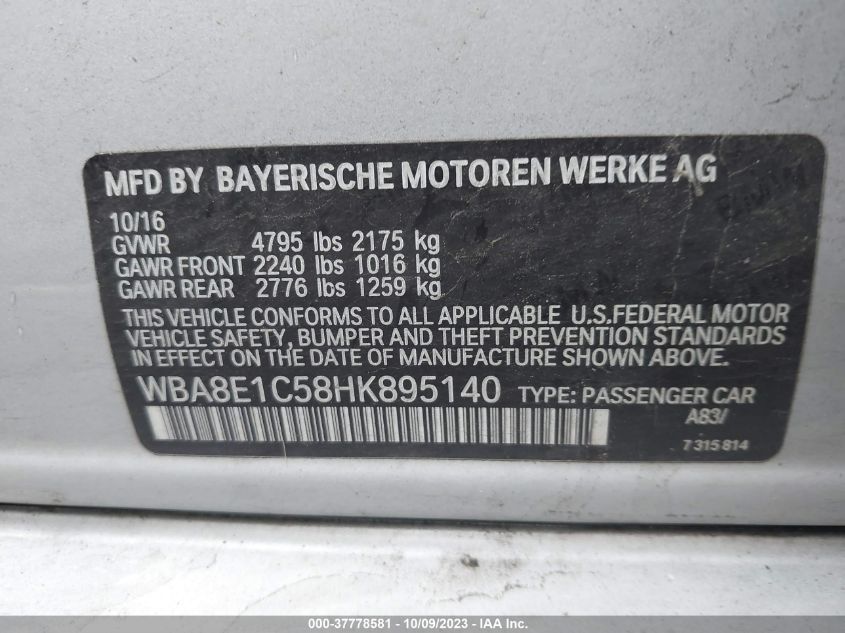 MFD BY BAYERISCHE MOTOREN WERKE AG
10/16
GVWR 4795 lbs 2175 kg
GAWR FRONT 2240 lbs 1016 kg
GAWR REAR 2776 lbs 1259 kg
THIS VEHICLE CONFORMS TO ALL APPLICABLE U.S.FEDERAL MOTOR
VEHICLE SAFETY, BUMPER AND THEFT PREVENTION STANDARDS
IN EFFECT ON THE DATE OF MANUFACTURE SHOWN ABOVE.
WBA8E1C58HK895140 TYPE: PASSENGER CAR
A83/
7 315 814
000-37778581 - 10/09/2023 - IAA Inc.